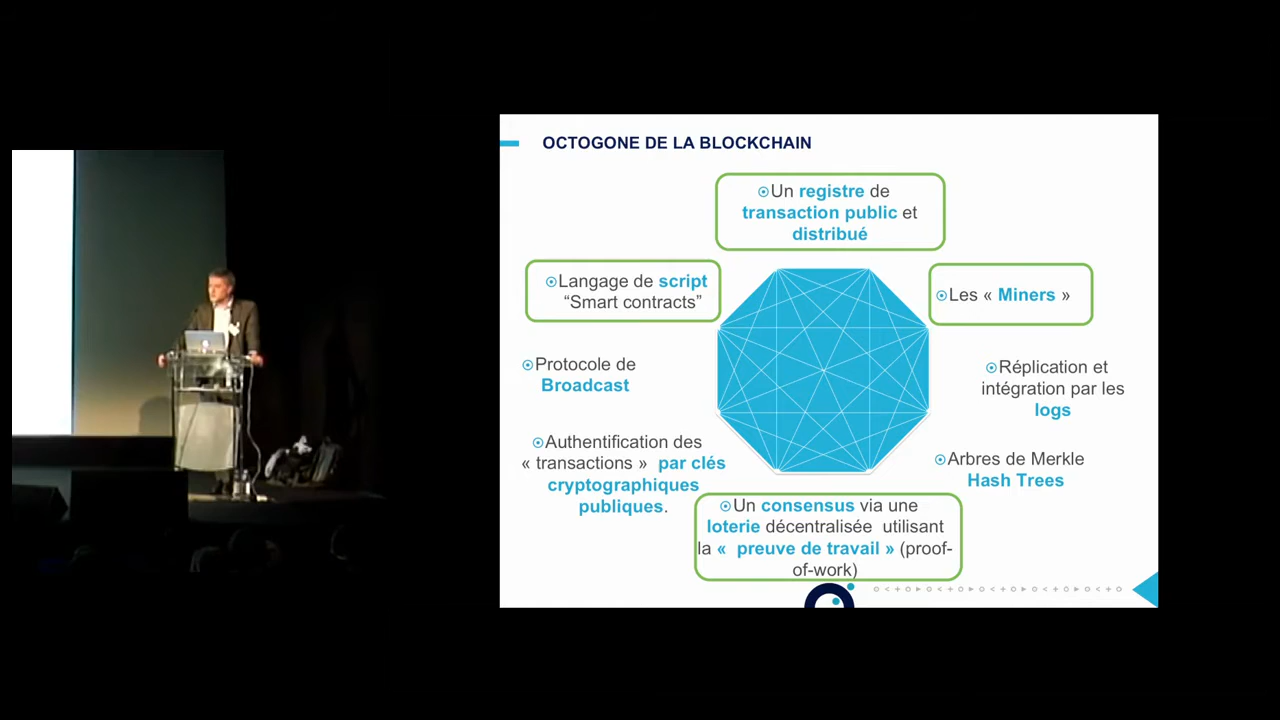 OCTOGONE DE LA BLOCKCHAIN
Un registre de
transaction public et
distribué
Langage de script
“Smart contracts”
Les « Miners »
Protocole de
Broadcast
Réplication et
intégration par les
logs
Authentification des
« transactions » par clés
cryptographiques
publiques.
Arbres de Merkle
Hash Trees
Un consensus via une
loterie décentralisée utilisant
la « preuve de travail » (proof-
of-work)